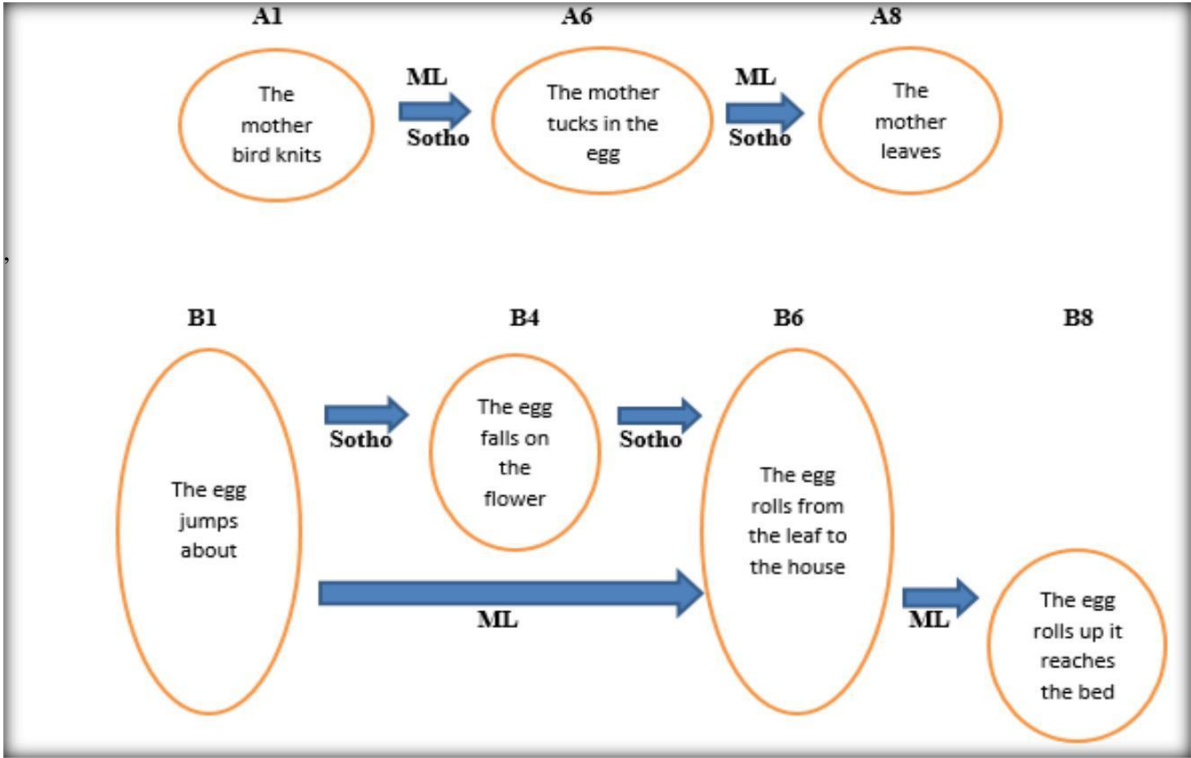 A1
A6
A8
The
mother
bird knits
ML
Sotho
The mother
tucks in the
egg
ML
Sotho
The
mother
leaves
,
B1
B4
B6
B8
The egg
jumps
about
Sotho
The egg
falls on
the
flower
Sotho
ML
The egg
rolls from
the leaf to
the house
ML
The egg
rolls up it
reaches
the bed